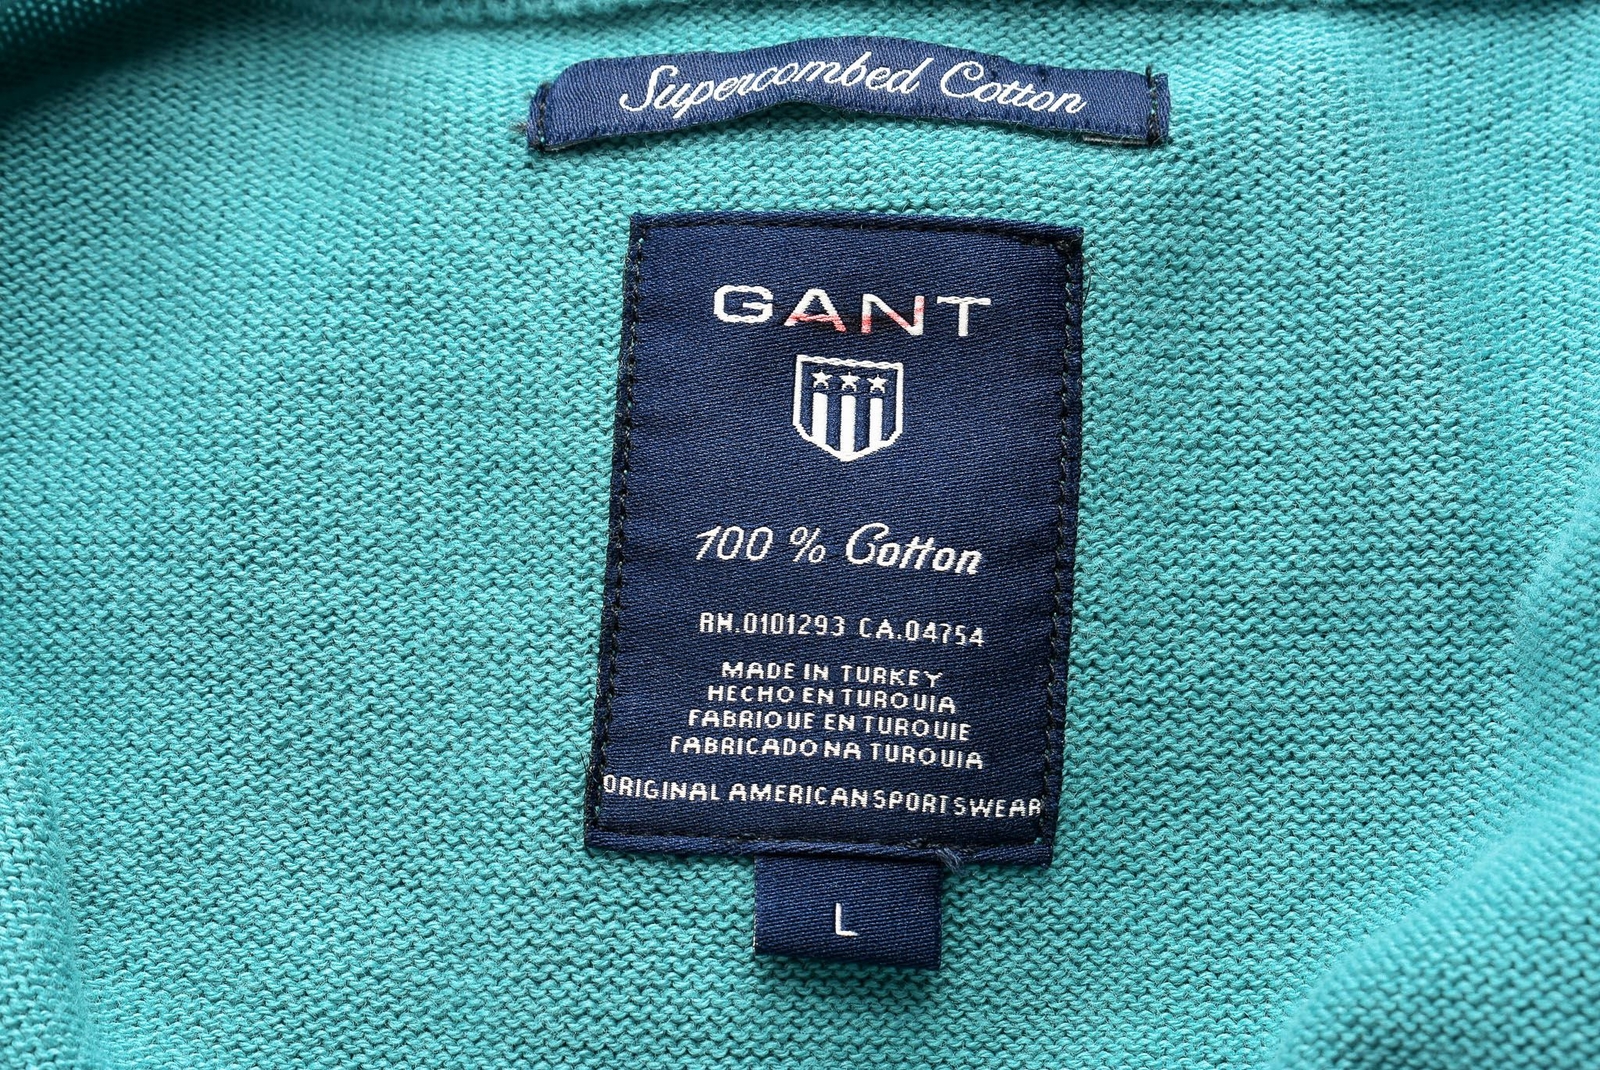 Supercombed Cotton
GANT
100 % Cotton
RN.0101293 CA.04754
MADE IN TURKEY
HECHO EN TURQUIA
FABRIQUE EN TURQUIE
FABRICADO NA TURQUIA
ORIGINAL AMERICAN SPORTSWEAR
L